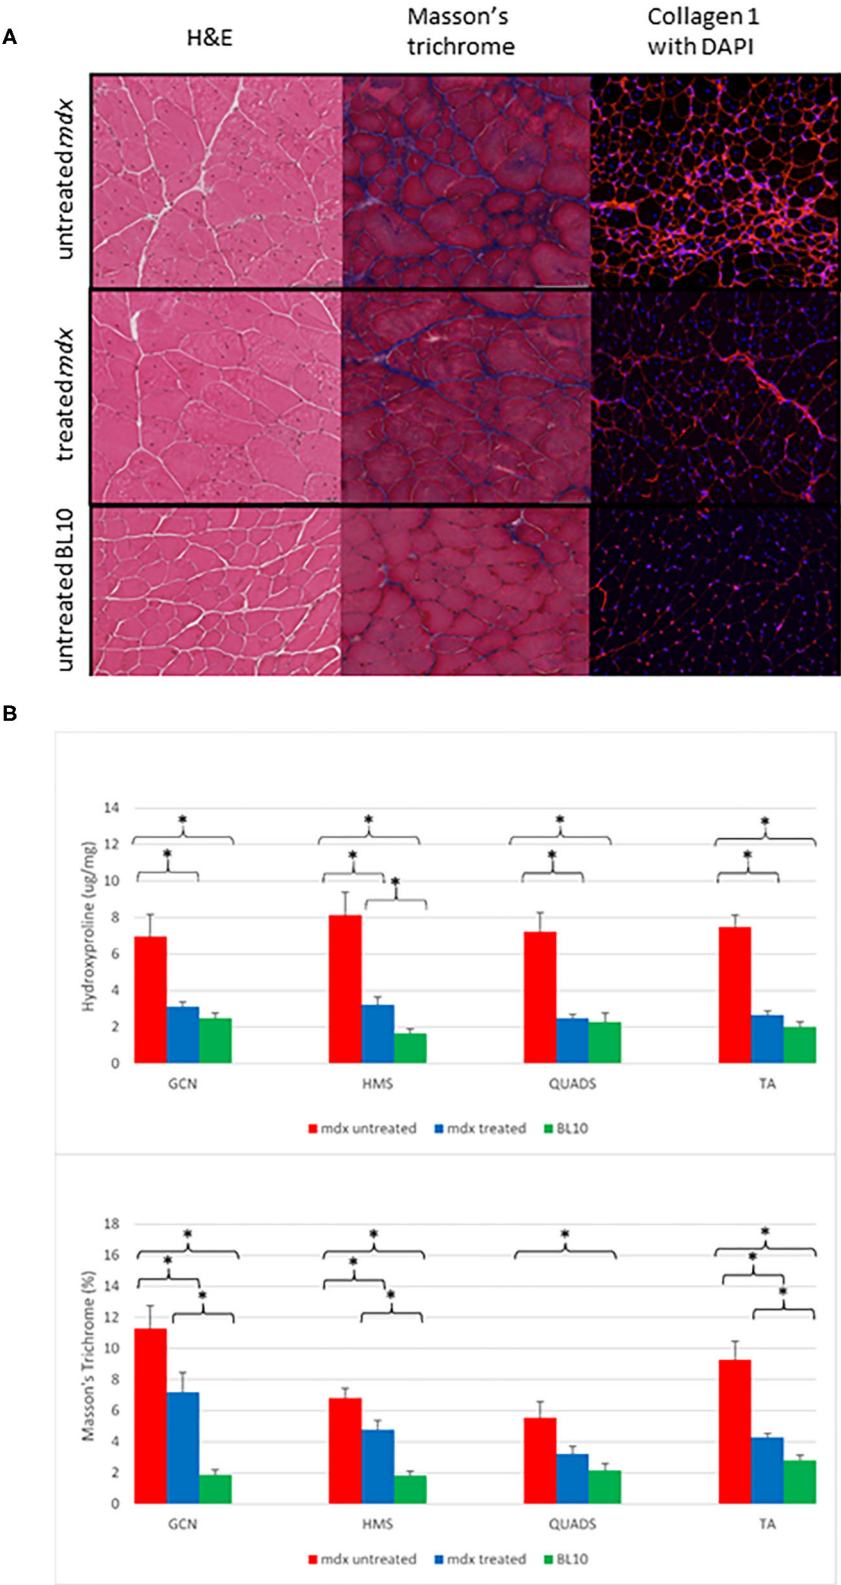 A
H&E
Masson's
trichrome
Collagen 1
with DAPI
untreated mdx
treated mdx
untreated BL10
B
Hydroxyproline (ug/mg)
14
12
10
8
6
4
2
0
* * * * * * * * *
GCN HMS QUADS TA
mdx untreated mdx treated BL10
Masson's Trichrome (%)
18
16
14
12
10
8
6
4
2
0
* * * * * * * * * *
GCN HMS QUADS TA
mdx untreated mdx treated BL10